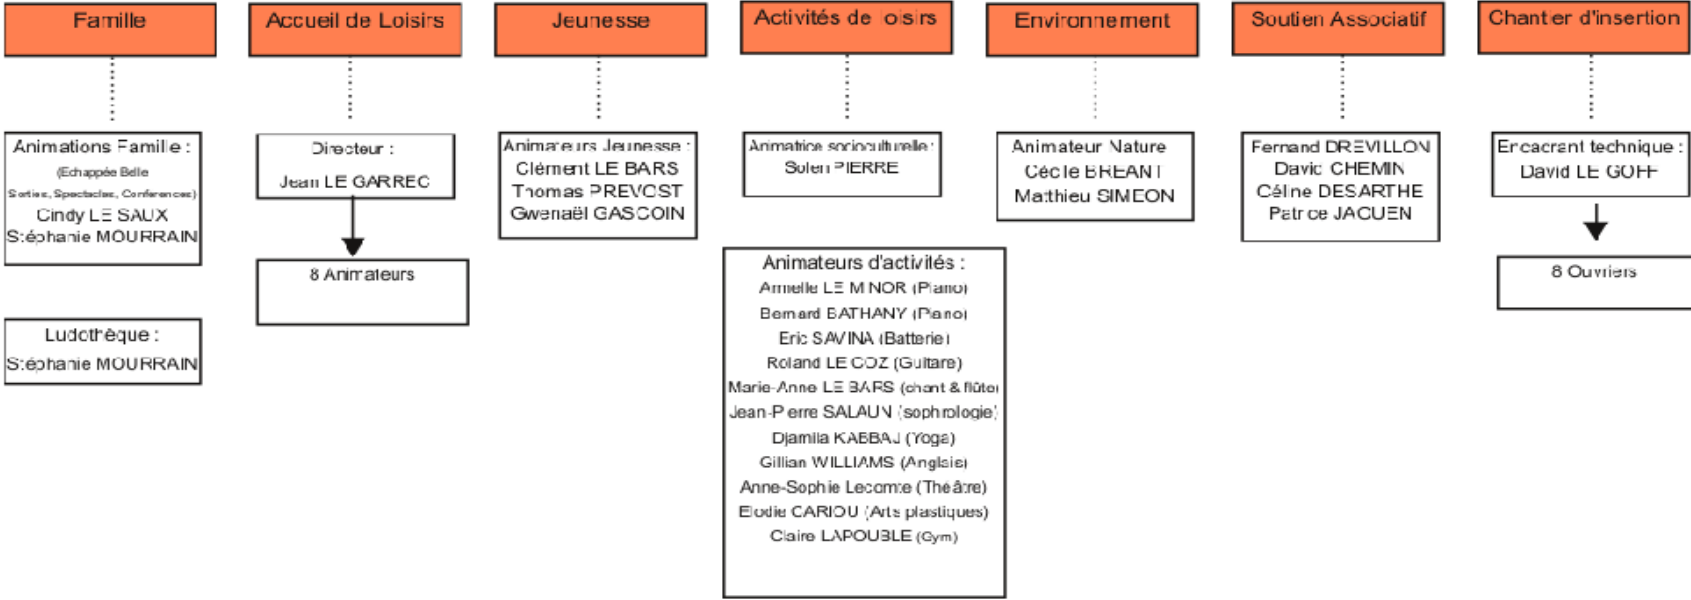 Famille
Animations Famille :
(Echappée Belle
Sorties, Spectacles, Conferences)
Cindy LE SAUX
Stéphanie MOURRAIN
Ludothèque :
Stéphanie MOURRAIN
Accueil de Loisirs
Directeur :
Jean LE GARREC
8 Animateurs
Jeunesse
Animateurs Jeunesse :
Clément LE BARS
Thomas PREVOST
Gwenaël GASCOIN
Activités de loisirs
Animatrice socioculturelle :
Solen PIERRE
Animateurs d'activités :
Armelle LE MINOR (Piano)
Bernard BATHANY (Piano)
Eric SAVINA (Batterie)
Roland LE COZ (Guitare)
Marie-Anne LE BARS (chant & flûte)
Jean-Pierre SALAUN (sophrologie)
Djamila KABBAJ (Yoga)
Gillian WILLIAMS (Anglais)
Anne-Sophie Lecomte (Théâtre)
Elodie CARIOU (Arts plastiques)
Claire LAPOUBLE (Gym)
Environnement
Animateur Nature
Cécile BREANT
Matthieu SIMEON
Soutien Associatif
Fernand DREVILLON
David CHEMIN
Céline DESARTHE
Patrice JAOUEN
Chantier d'insertion
Encadrant technique :
David LE GOFF
8 Ouvriers